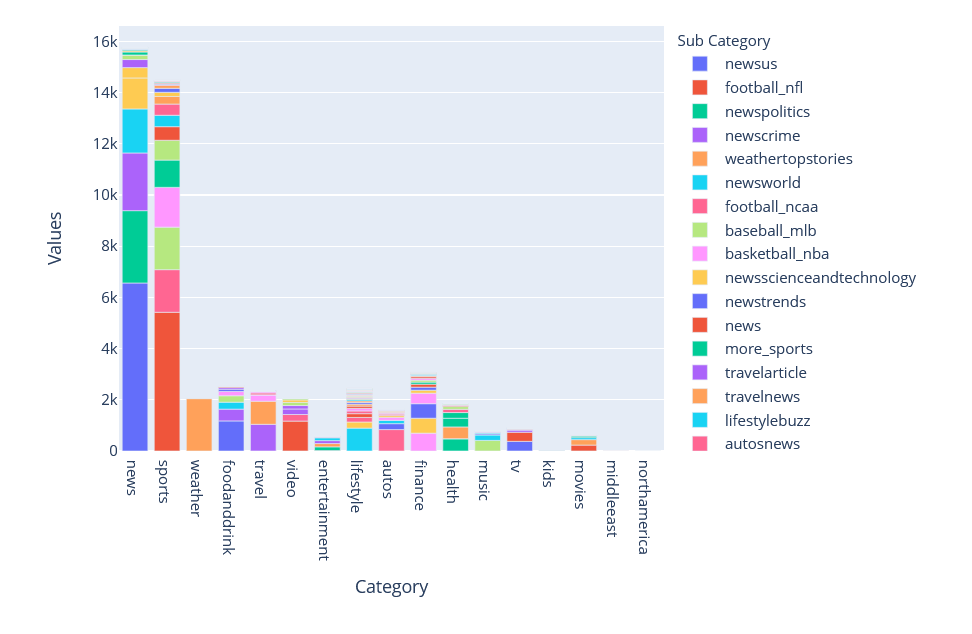 16k
14k
12k
10k
8k
6k
4k
2k
0
Values
news
sports
weather
foodanddrink
travel
video
entertainment
lifestyle
autos
finance
health
music
tv
kids
movies
middleeast
northamerica
Category
Sub Category
newsus
football_nfl
newspolitics
newscrime
weathertopstories
newsworld
football_ncaa
baseball_mlb
basketball_nba
newsscienceandtechnology
newstrends
news
more_sports
travelarticle
travelnews
lifestylebuzz
autosnews